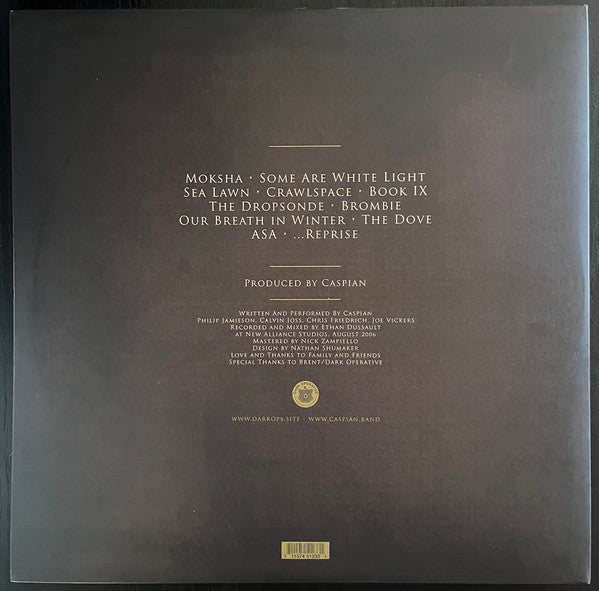 Moksha · Some Are White Light
Sea Lawn · Crawlspace · Book IX
The Dropsonde · Brombie
Our Breath in Winter · The Dove
ASA · ...Reprise
Produced by Caspian
Written And Performed By Caspian
Philip Jamieson, Calvin Joss, Chris Friedrich, Joe Vickers
Recorded and Mixed by Ethan Dussault
at New Alliance Studios, August 2006
Mastered by Nick Zampiello
Design by Nathan Shumaker
Love and Thanks to Family and Friends
Special Thanks to Brent/Dark Operative
www.darkops.site - www.caspian.band